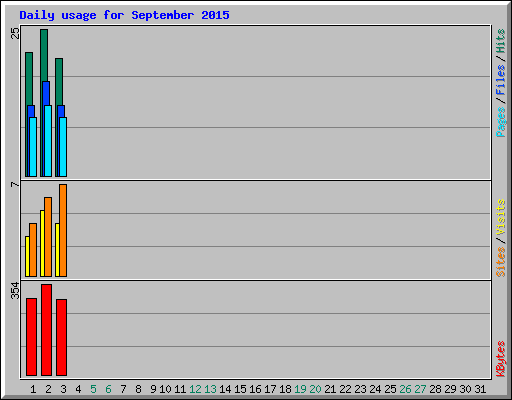 Daily usage for September 2015
25
7
354
Pages / Files / Hits
Sites / Visits
KBytes
1 2 3 4 5 6 7 8 9 10 11 12 13 14 15 16 17 18 19 20 21 22 23 24 25 26 27 28 29 30 31